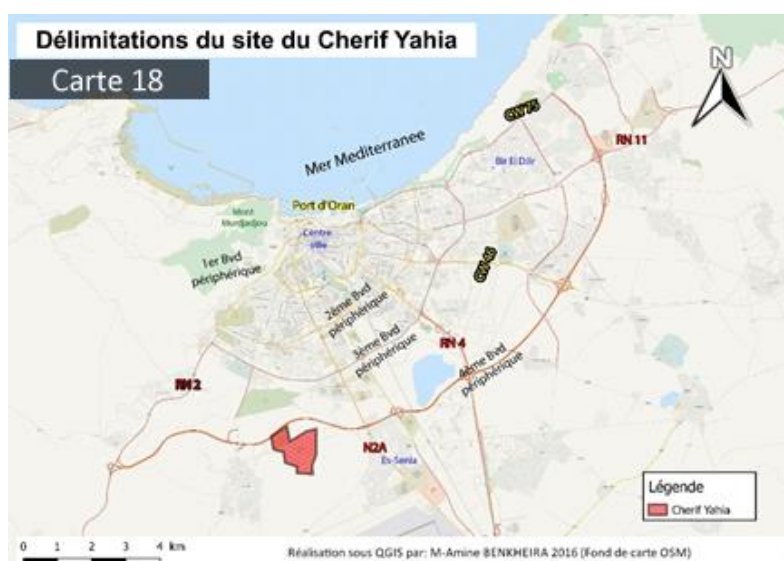 Délimitations du site du Cherif Yahia
Carte 18
N
CW75
RN 11
Mer Mediterranee
Bir El Djir
Port d'Oran
Mont
Murdjadjou
Centre
ville
1er Bvd
périphérique
CW 46
2ème Bvd
périphérique
3ème Bvd
périphérique
RN 4
4ème Bvd
périphérique
RN 2
N2A
Es-Senia
Légende
Cherif Yahia
0 1 2 3 4 km
Réalisation sous QGIS par: M-Amine BENKHEIRA 2016 (Fond de carte OSM)